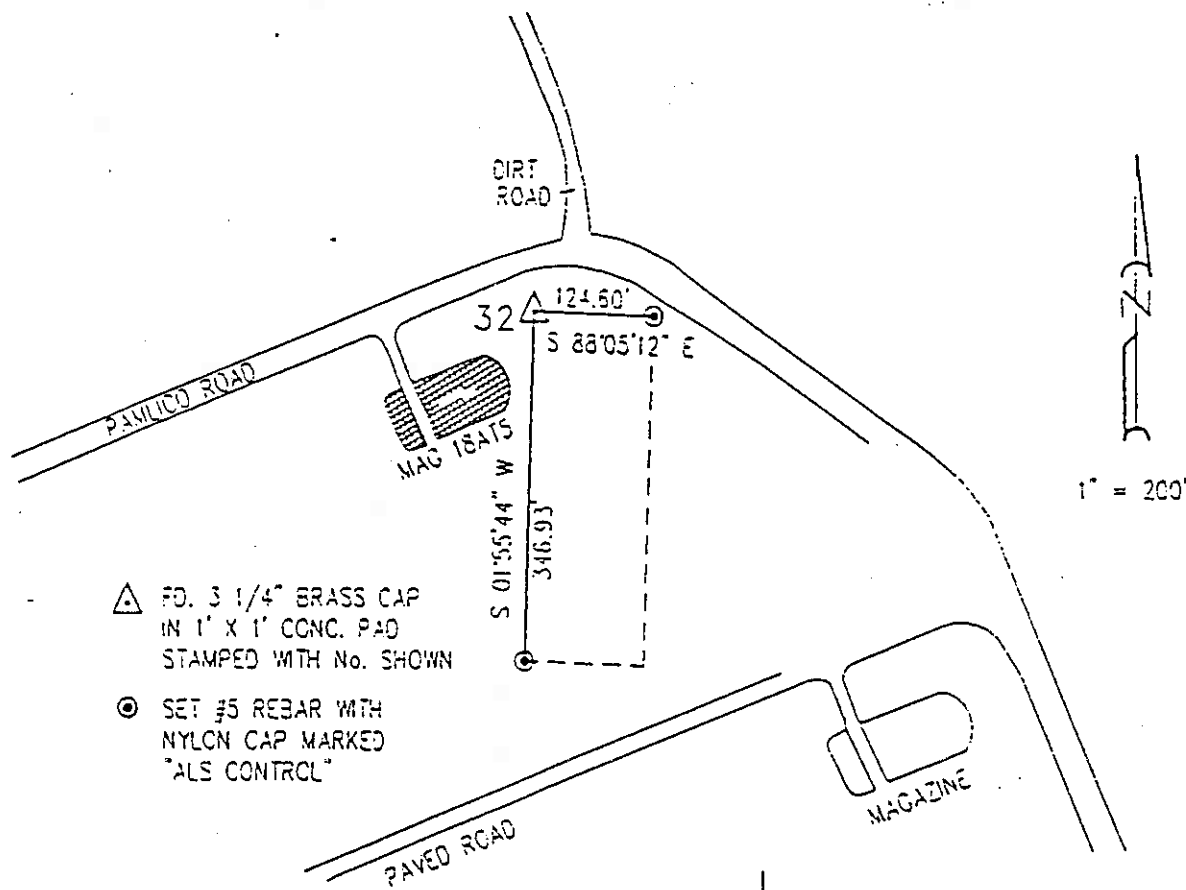 DIRT
ROAD
32
124.60'
S 88°05'12" E
PAMLICO ROAD
MAG 18AT5
S 01°55'44" W
346.93'
N
1" = 200'
FD. 3 1/4" BRASS CAP
IN 1' X 1' CONC. PAD
STAMPED WITH No. SHOWN
SET #5 REBAR WITH
NYLON CAP MARKED
"ALS CONTROL"
MAGAZINE
PAVED ROAD